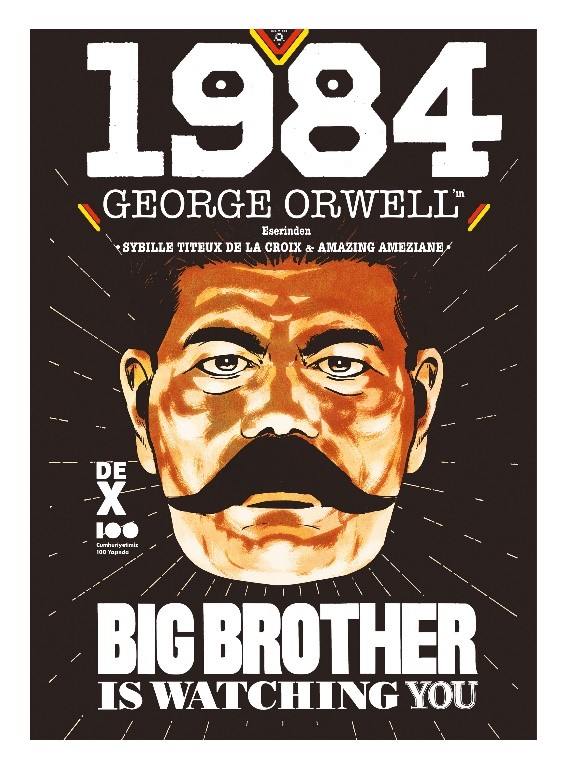 1984
GEORGE ORWELL'ın
Eserinden
• SYBILLE TITEUX DE LA CROIX & AMAZING AMEZIANE •
DE
X
100
Cumhuriyetimiz
100 Yaşında
BIG BROTHER
IS WATCHING YOU